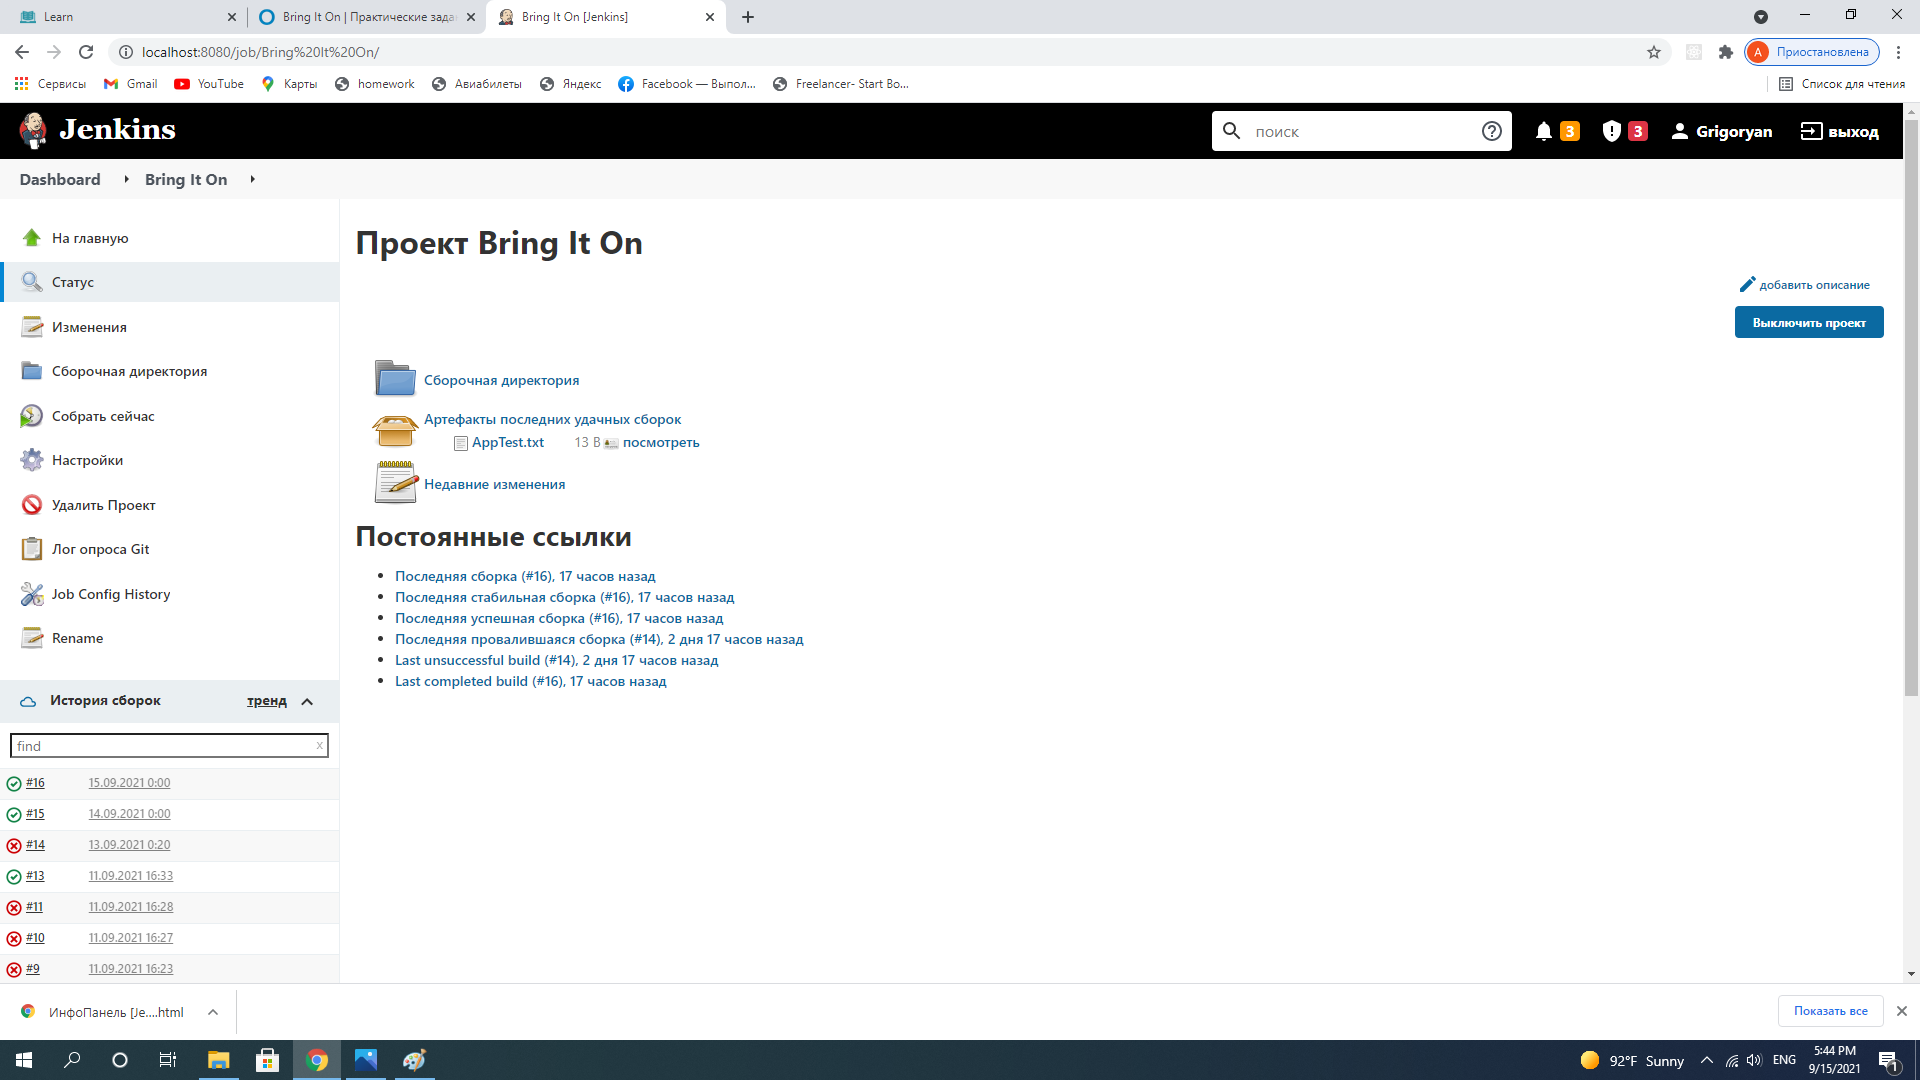 Learn
Bring It On | Практические зада
Bring It On [Jenkins]
localhost:8080/job/Bring%20It%20On/
A Приостановлена
Сервисы
Gmail
YouTube
Карты
homework
Авиабилеты
Яндекс
Facebook — Выпол...
Freelancer- Start Bo...
Список для чтения
Jenkins
поиск
3
3
Grigoryan
выход
Dashboard
Bring It On
На главную
Статус
Изменения
Сборочная директория
Собрать сейчас
Настройки
Удалить Проект
Лог опроса Git
Job Config History
Rename
История сборок
тренд
find
x
#16 15.09.2021 0:00
#15 14.09.2021 0:00
#14 13.09.2021 0:20
#13 11.09.2021 16:33
#11 11.09.2021 16:28
#10 11.09.2021 16:27
#9 11.09.2021 16:23
Проект Bring It On
добавить описание
Выключить проект
Сборочная директория
Артефакты последних удачных сборок
AppTest.txt 13 B посмотреть
Недавние изменения
Постоянные ссылки
Последняя сборка (#16), 17 часов назад
Последняя стабильная сборка (#16), 17 часов назад
Последняя успешная сборка (#16), 17 часов назад
Последняя провалившаяся сборка (#14), 2 дня 17 часов назад
Last unsuccessful build (#14), 2 дня 17 часов назад
Last completed build (#16), 17 часов назад
ИнфоПанель [Je....html
Показать все
92°F Sunny
ENG
5:44 PM
9/15/2021
1